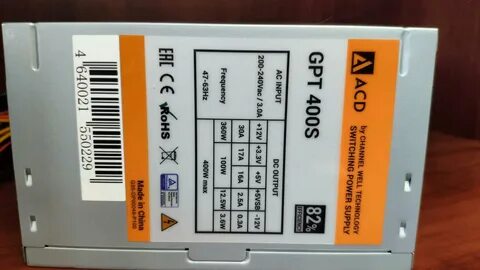 ACD
by CHANNEL WELL TECHNOLOGY
SWITCHING POWER SUPPLY
GPT 400S
82%
EFFICIENCY
AC INPUT
200-240Vac / 3.0A
Frequency
47-63Hz
DC OUTPUT
+12V +3.3V +5V +5VSB -12V
30A 17A 16A 2.5A 0.3A
360W 100W 12.5W 3.6W
400W max
EAC CE RoHS
Made in China
4 640021 550229